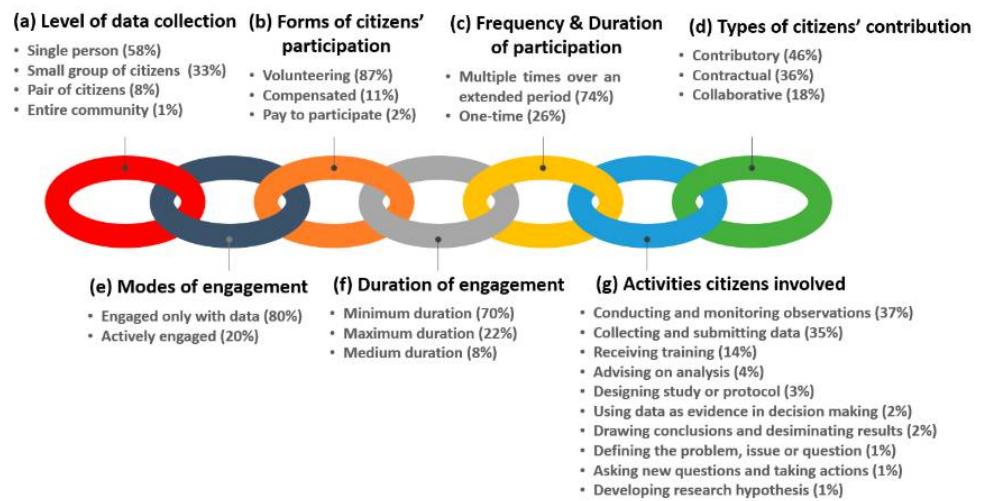 (a) Level of data collection
• Single person (58%)
• Small group of citizens (33%)
• Pair of citizens (8%)
• Entire community (1%)
(b) Forms of citizens'
participation
• Volunteering (87%)
• Compensated (11%)
• Pay to participate (2%)
(c) Frequency & Duration
of participation
• Multiple times over an
extended period (74%)
• One-time (26%)
(d) Types of citizens' contribution
• Contributory (46%)
• Contractual (36%)
• Collaborative (18%)
(e) Modes of engagement
• Engaged only with data (80%)
• Actively engaged (20%)
(f) Duration of engagement
• Minimum duration (70%)
• Maximum duration (22%)
• Medium duration (8%)
(g) Activities citizens involved
• Conducting and monitoring observations (37%)
• Collecting and submitting data (35%)
• Receiving training (14%)
• Advising on analysis (4%)
• Designing study or protocol (3%)
• Using data as evidence in decision making (2%)
• Drawing conclusions and desiminating results (2%)
• Defining the problem, issue or question (1%)
• Asking new questions and taking actions (1%)
• Developing research hypothesis (1%)